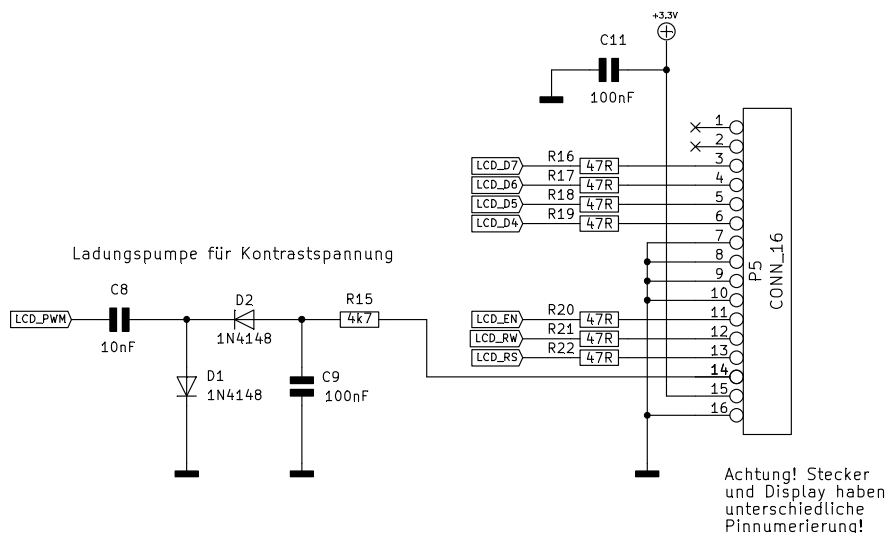 +3.3V
C11
100nF
1
2
LCD_D7 R16 47R 3
LCD_D6 R17 47R 4
LCD_D5 R18 47R 5
LCD_D4 R19 47R 6
7
8
9
10
P5
CONN_16
Ladungspumpe für Kontrastspannung
C8
LCD_PWM
10nF
D2
1N4148
R15
4k7
D1
1N4148
C9
100nF
LCD_EN R20 47R 11
LCD_RW R21 47R 12
LCD_RS R22 47R 13
14
15
16
Achtung! Stecker
und Display haben
unterschiedliche
Pinnumerierung!